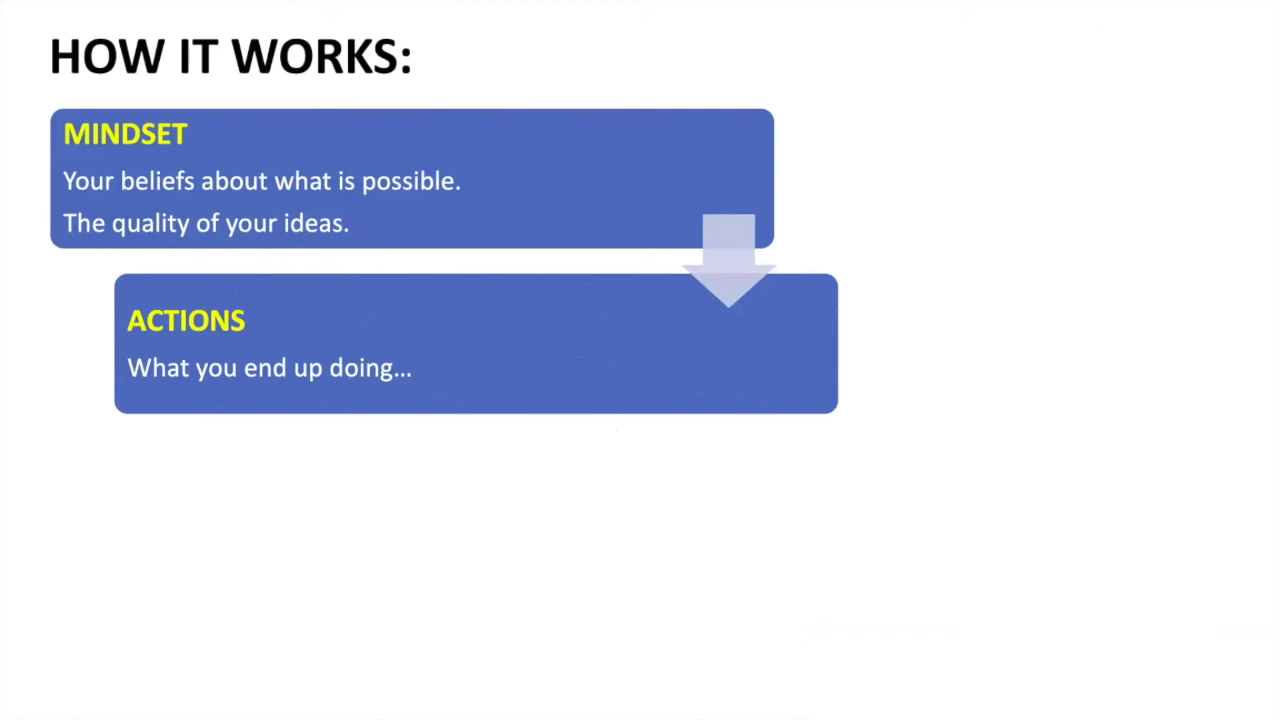 HOW IT WORKS:
MINDSET
Your beliefs about what is possible.
The quality of your ideas.
ACTIONS
What you end up doing...